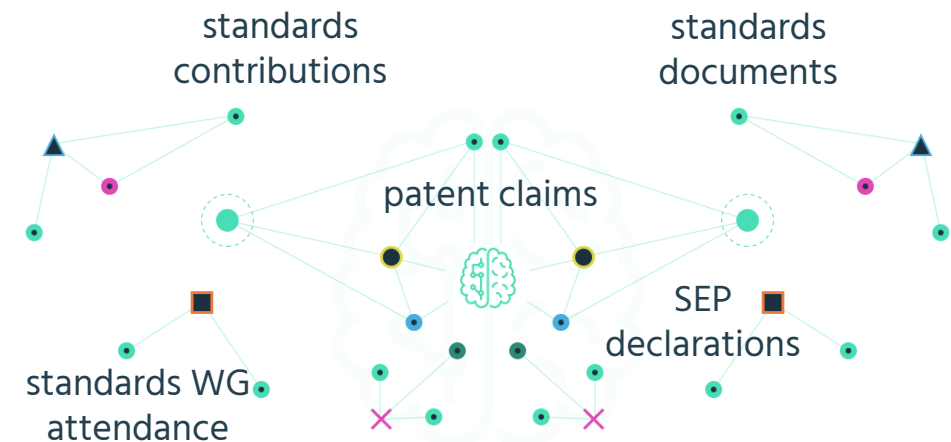 standards
contributions
standards
documents
patent claims
SEP
declarations
standards WG
attendance